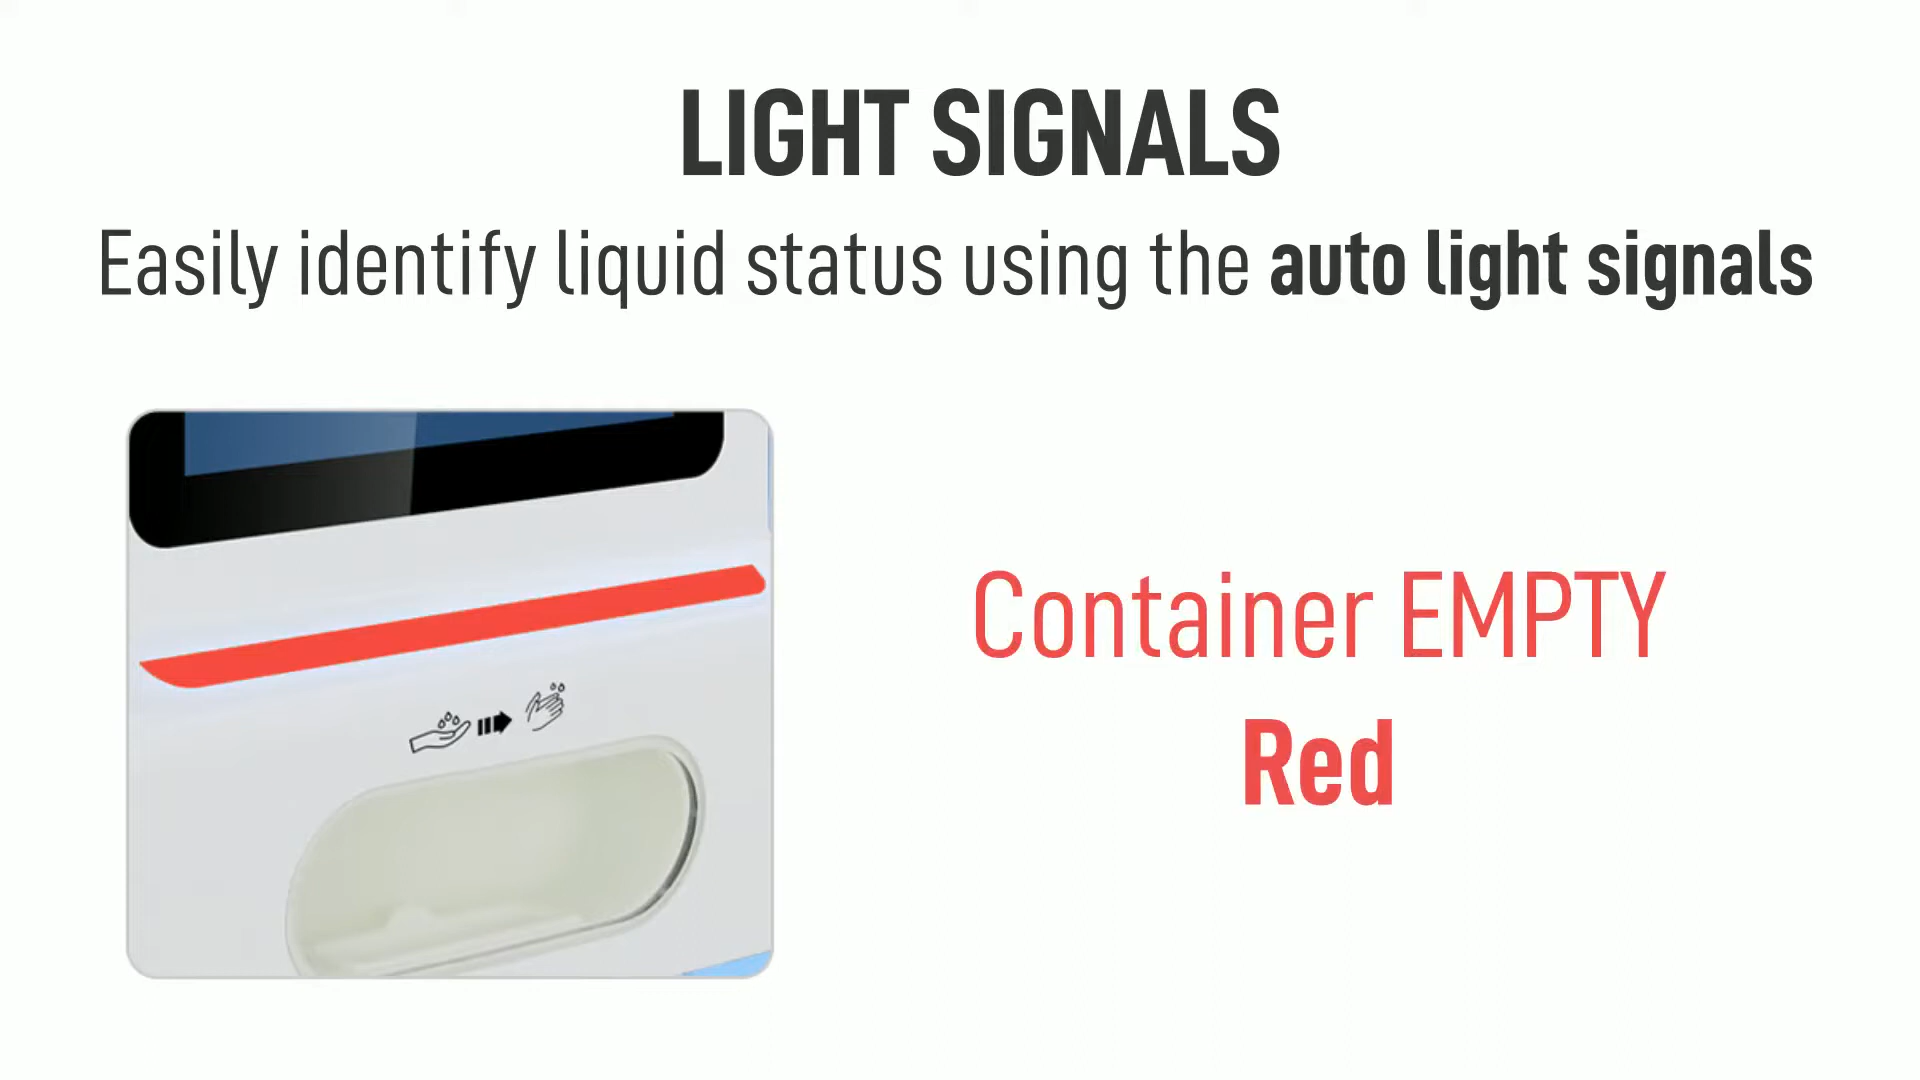 LIGHT SIGNALS
Easily identify liquid status using the auto light signals
Container EMPTY
Red